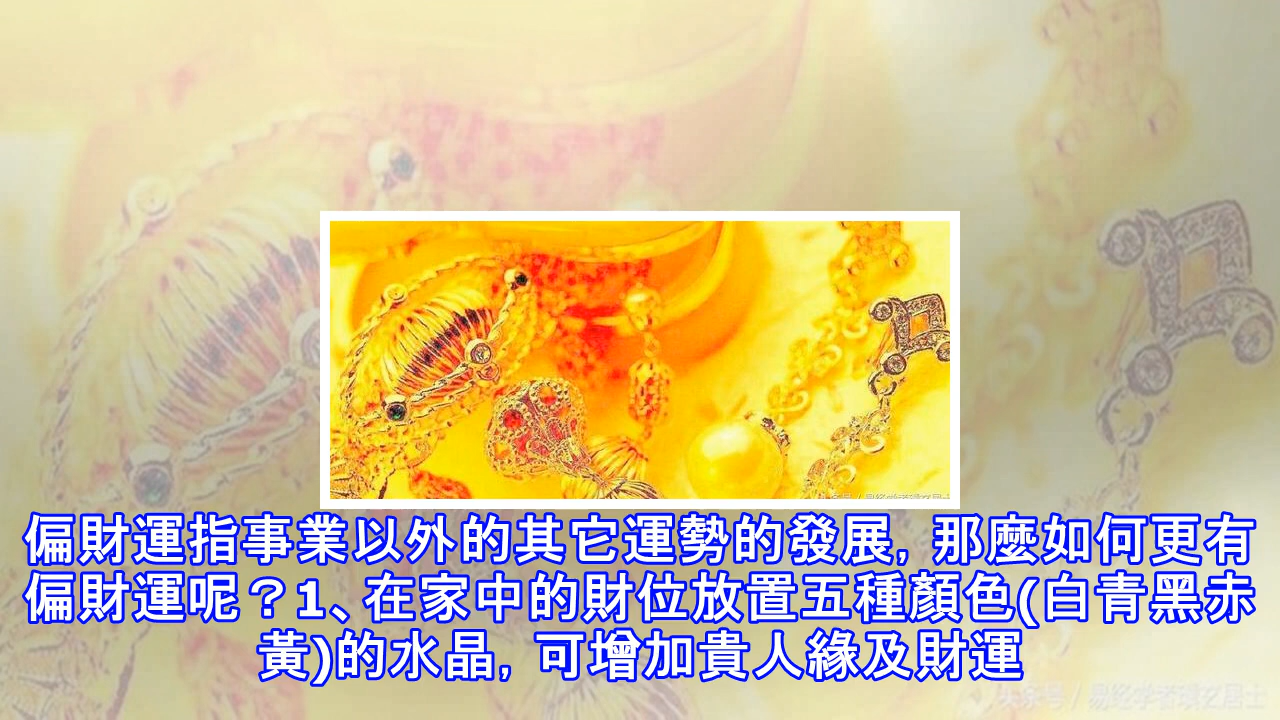 偏財運指事業以外的其它運勢的發展，那麼如何更有
偏財運呢？1、在家中的財位放置五種顏色(白青黑赤
黃)的水晶，可增加貴人緣及財運